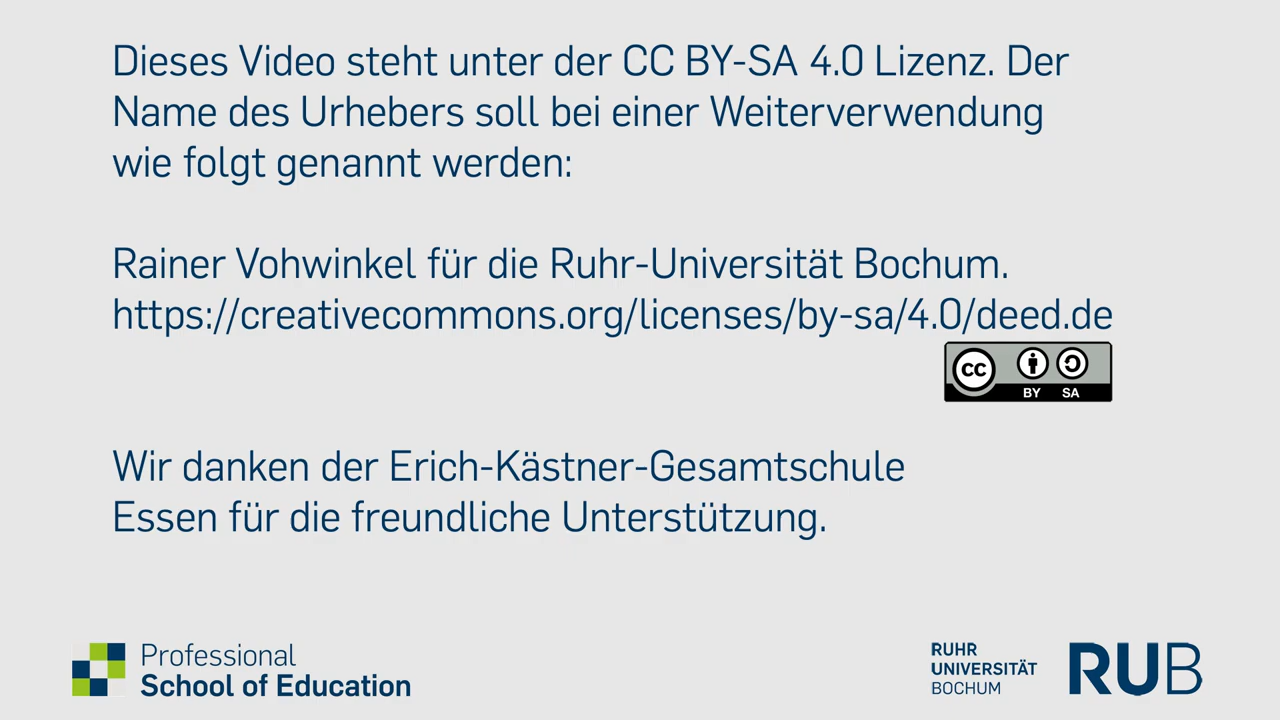 Dieses Video steht unter der CC BY-SA 4.0 Lizenz. Der
Name des Urhebers soll bei einer Weiterverwendung
wie folgt genannt werden:
Rainer Vohwinkel für die Ruhr-Universität Bochum.
https://creativecommons.org/licenses/by-sa/4.0/deed.de
cc
BY SA
Wir danken der Erich-Kästner-Gesamtschule
Essen für die freundliche Unterstützung.
Professional
School of Education
RUHR
UNIVERSITÄT
BOCHUM
RUB